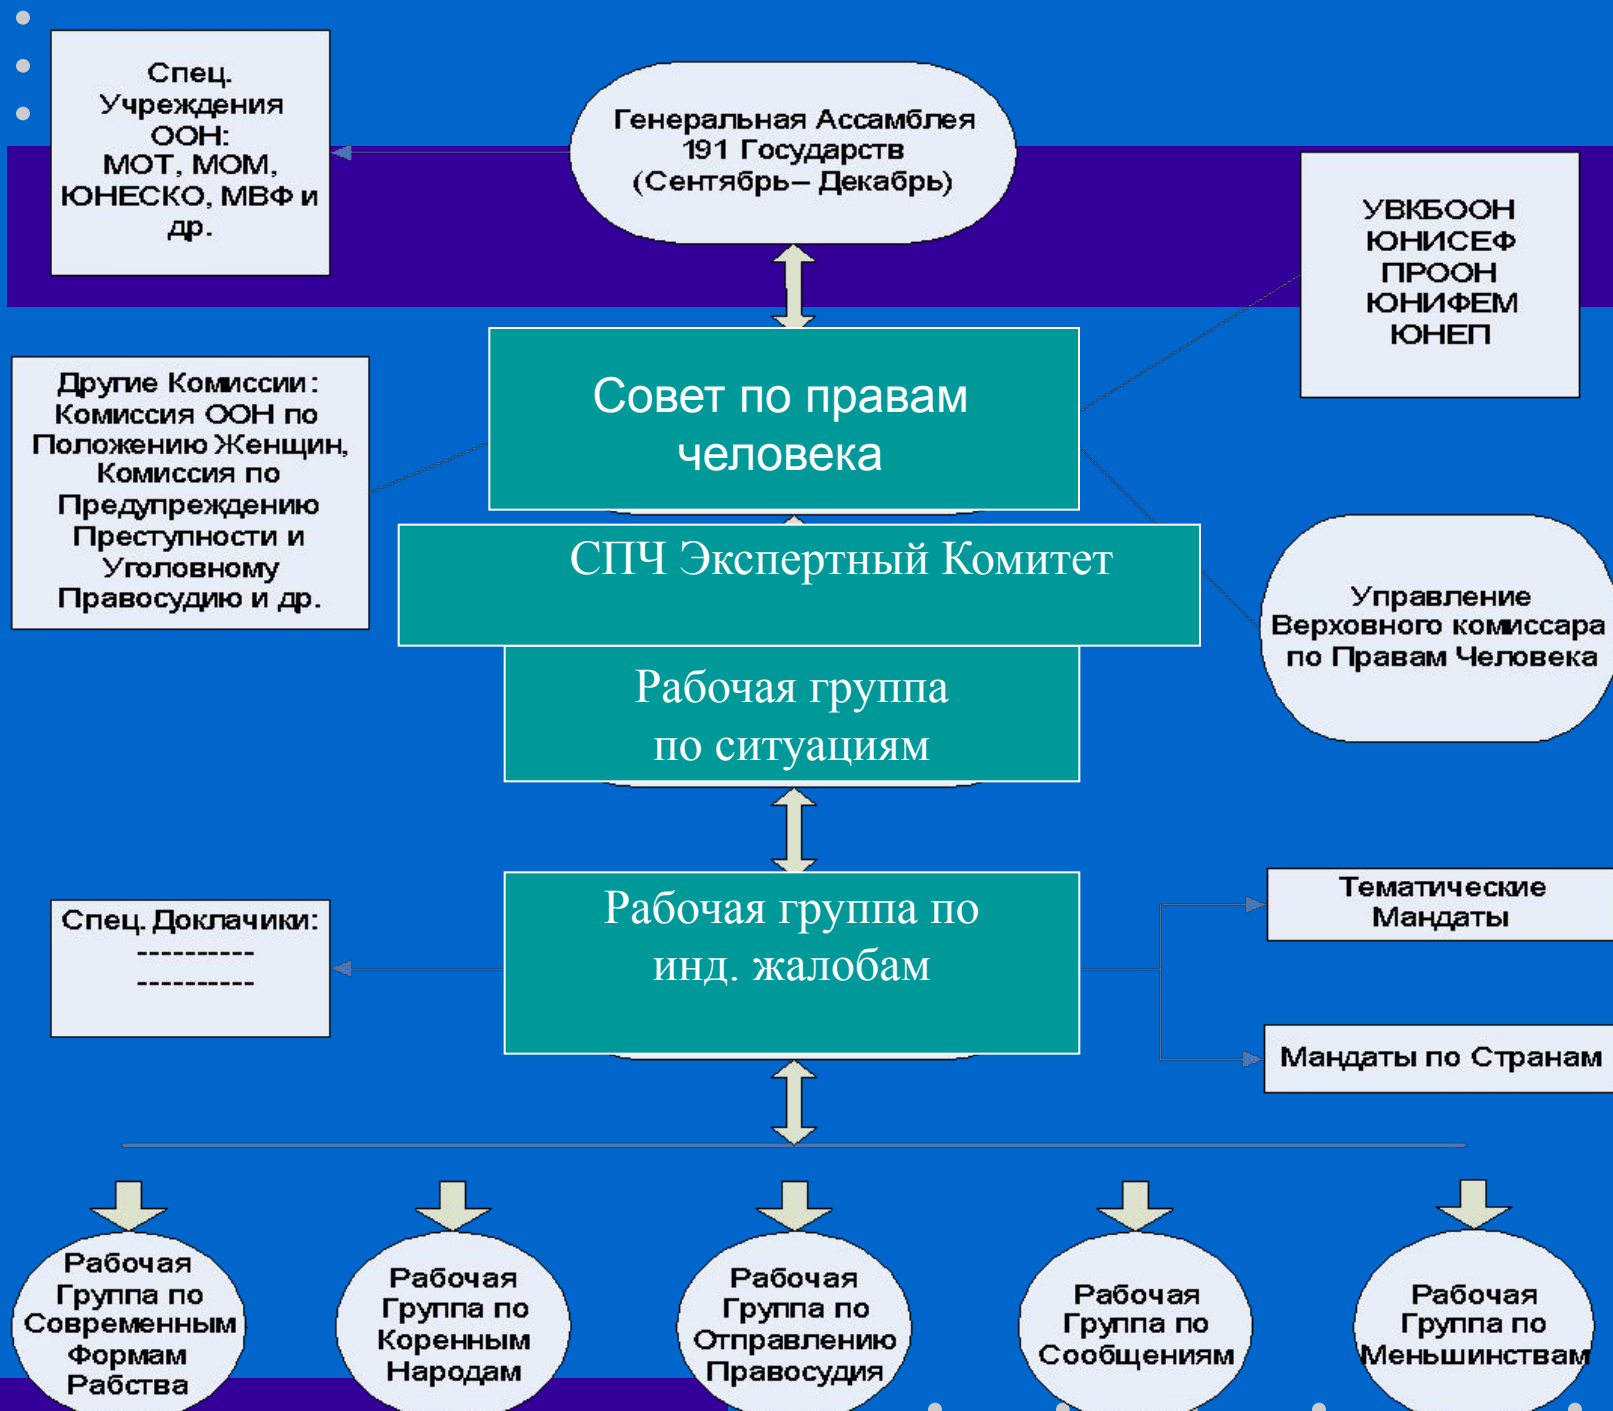 Спец.
Учреждения
ООН:
МОТ, МОМ,
ЮНЕСКО, МВФ и
др.
Генеральная Ассамблея
191 Государств
(Сентябрь– Декабрь)
УВКБООН
ЮНИСЕФ
ПРООН
ЮНИФЕМ
ЮНЕП
Другие Комиссии:
Комиссия ООН по
Положению Женщин,
Комиссия по
Предупреждению
Преступности и
Уголовному
Правосудию и др.
Совет по правам
человека
СПЧ Экспертный Комитет
Управление
Верховного комиссара
по Правам Человека
Рабочая группа
по ситуациям
Спец. Доклачики:
----------
----------
Рабочая группа по
инд. жалобам
Тематические
Мандаты
Мандаты по Странам
Рабочая
Группа по
Современным
Формам
Рабства
Рабочая
Группа по
Коренным
Народам
Рабочая
Группа по
Отправлению
Правосудия
Рабочая
Группа по
Сообщениям
Рабочая
Группа по
Меньшинствам